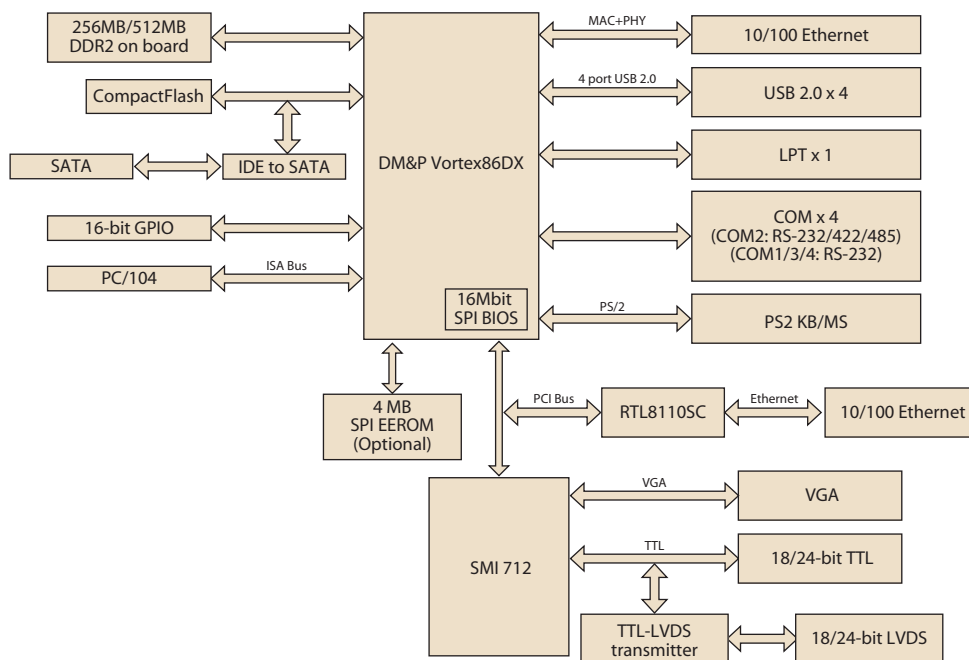 256MB/512MB
DDR2 on board
MAC+PHY
10/100 Ethernet
CompactFlash
4 port USB 2.0
USB 2.0 x 4
SATA
IDE to SATA
DM&P Vortex86DX
LPT x 1
16-bit GPIO
COM x 4
(COM2: RS-232/422/485)
(COM1/3/4: RS-232)
PC/104
ISA Bus
16Mbit
SPI BIOS
PS/2
PS2 KB/MS
4 MB
SPI EEROM
(Optional)
PCI Bus
RTL8110SC
Ethernet
10/100 Ethernet
SMI 712
VGA
VGA
TTL
18/24-bit TTL
TTL-LVDS
transmitter
18/24-bit LVDS